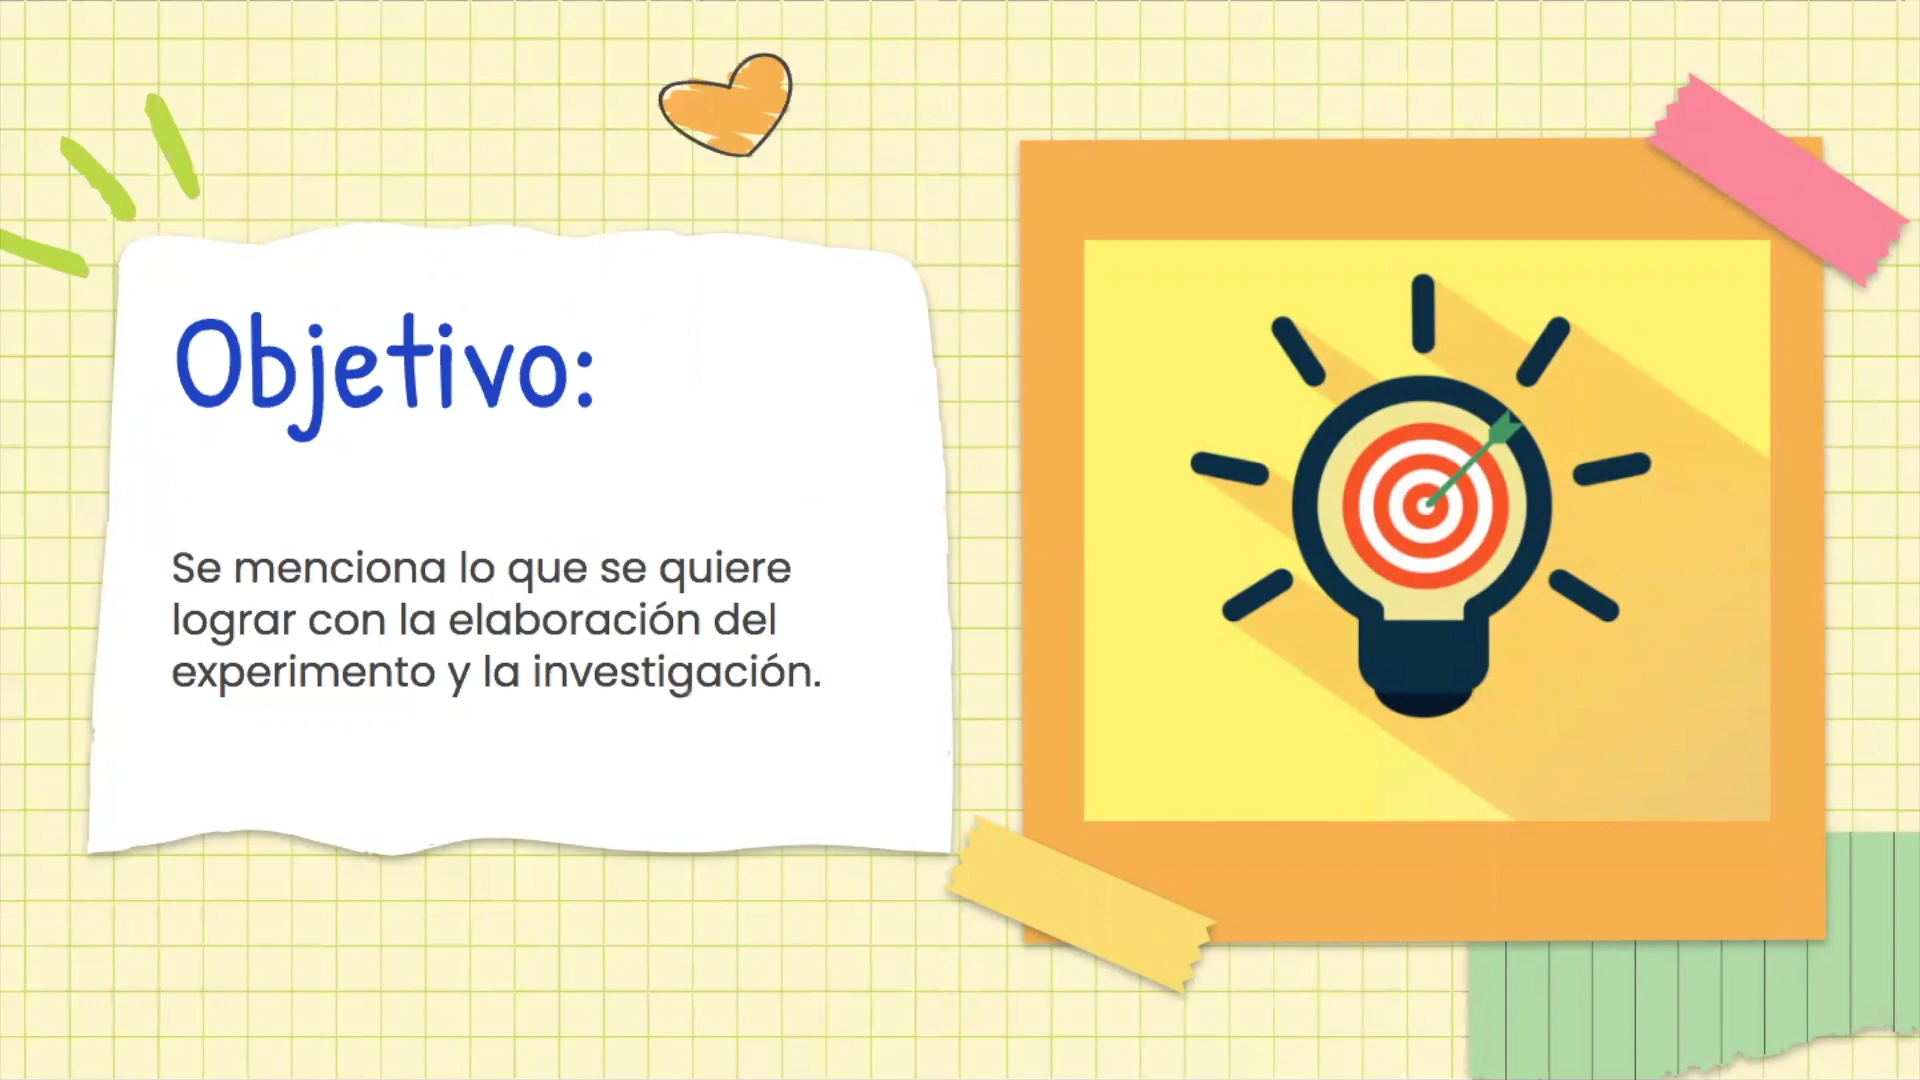 Objetivo:
Se menciona lo que se quiere
lograr con la elaboración del
experimento y la investigación.